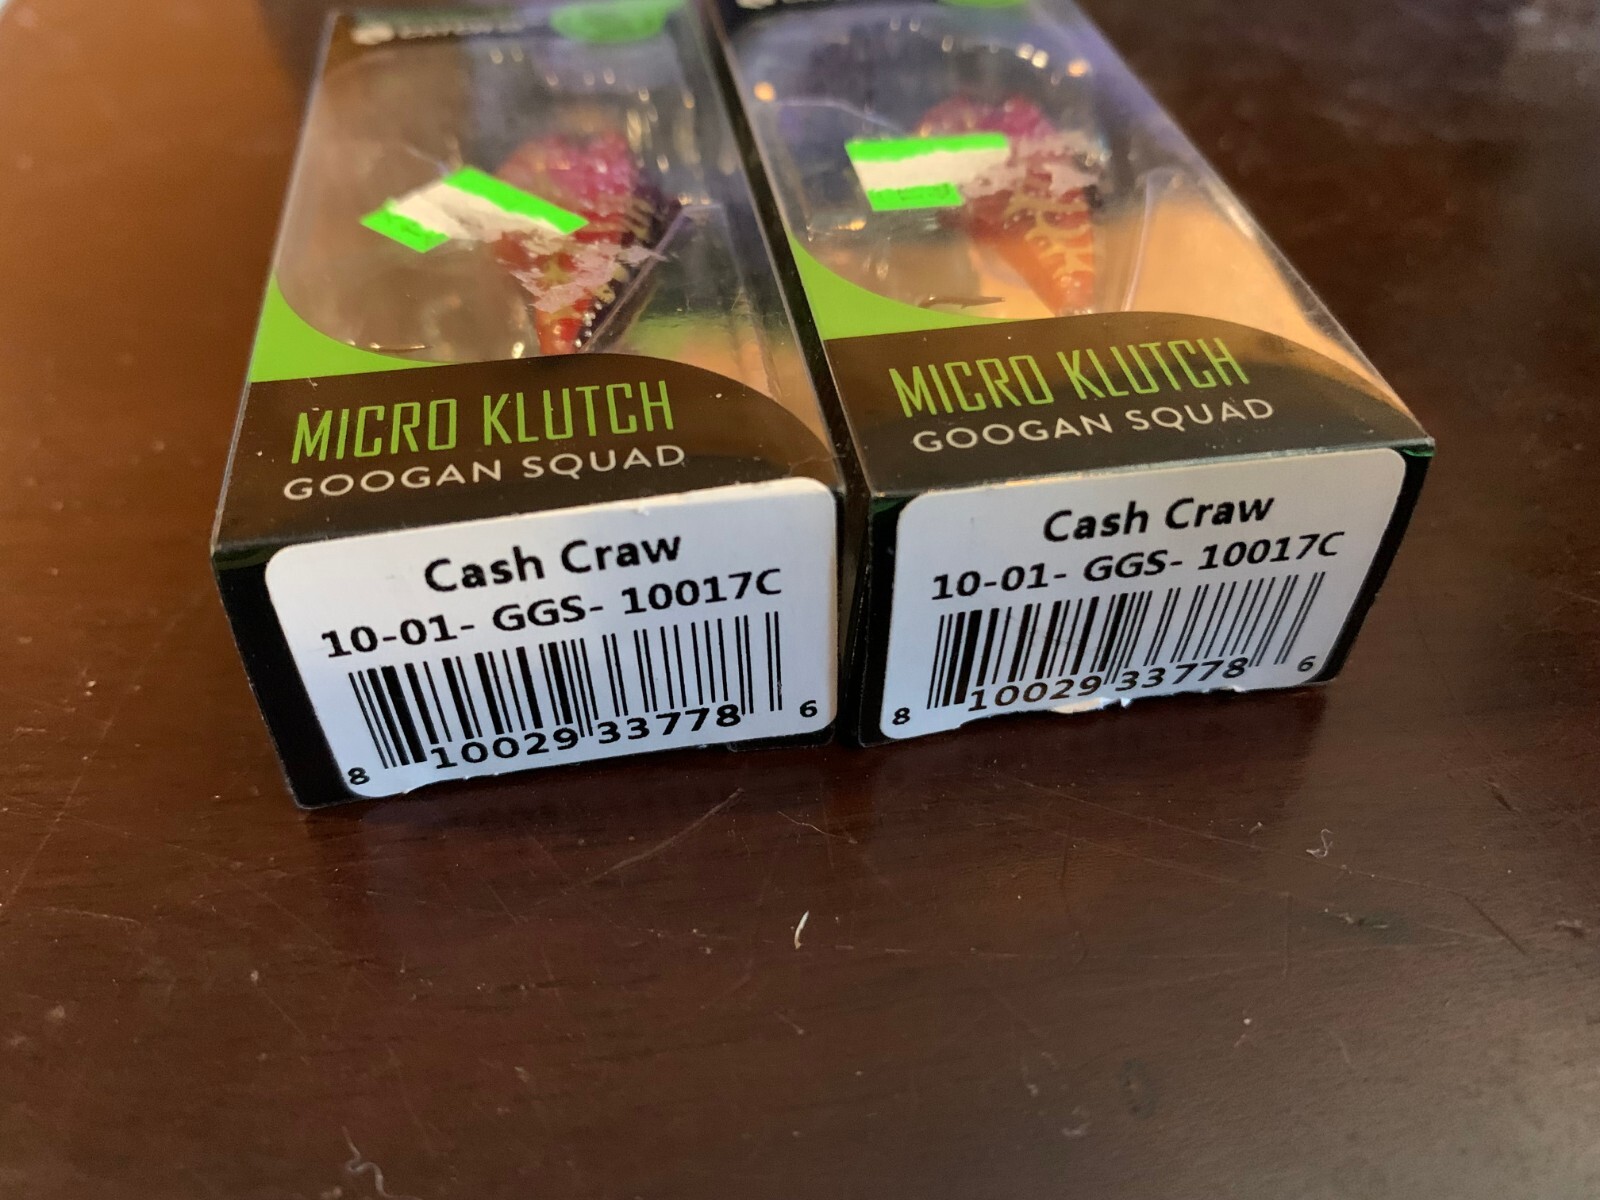 MICRO KLUTCH
GOOGAN SQUAD
Cash Craw
10-01- GGS- 10017C
8 10029 33778 6
MICRO KLUTCH
GOOGAN SQUAD
Cash Craw
10-01- GGS- 10017C
8 10029 33778 6